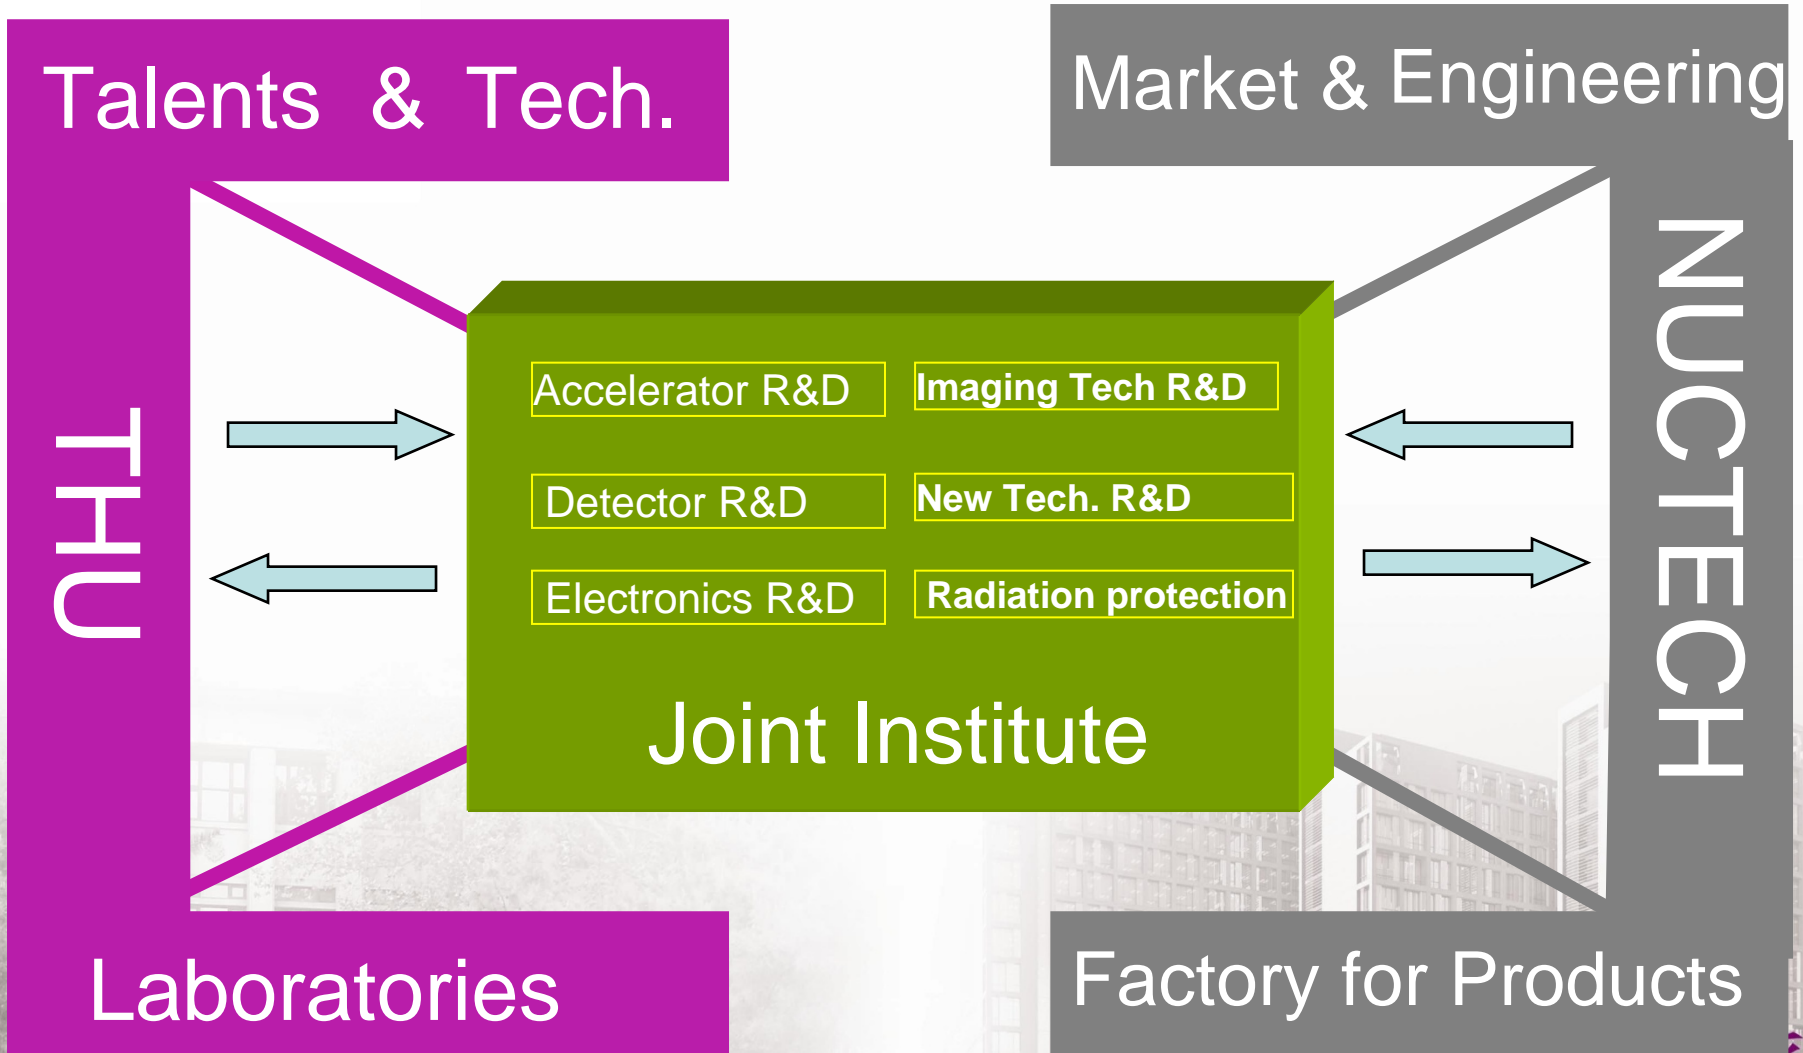 Talents & Tech.
Market & Engineering
THU
NUCTECH
Accelerator R&D
Imaging Tech R&D
Detector R&D
New Tech. R&D
Electronics R&D
Radiation protection
Joint Institute
Laboratories
Factory for Products